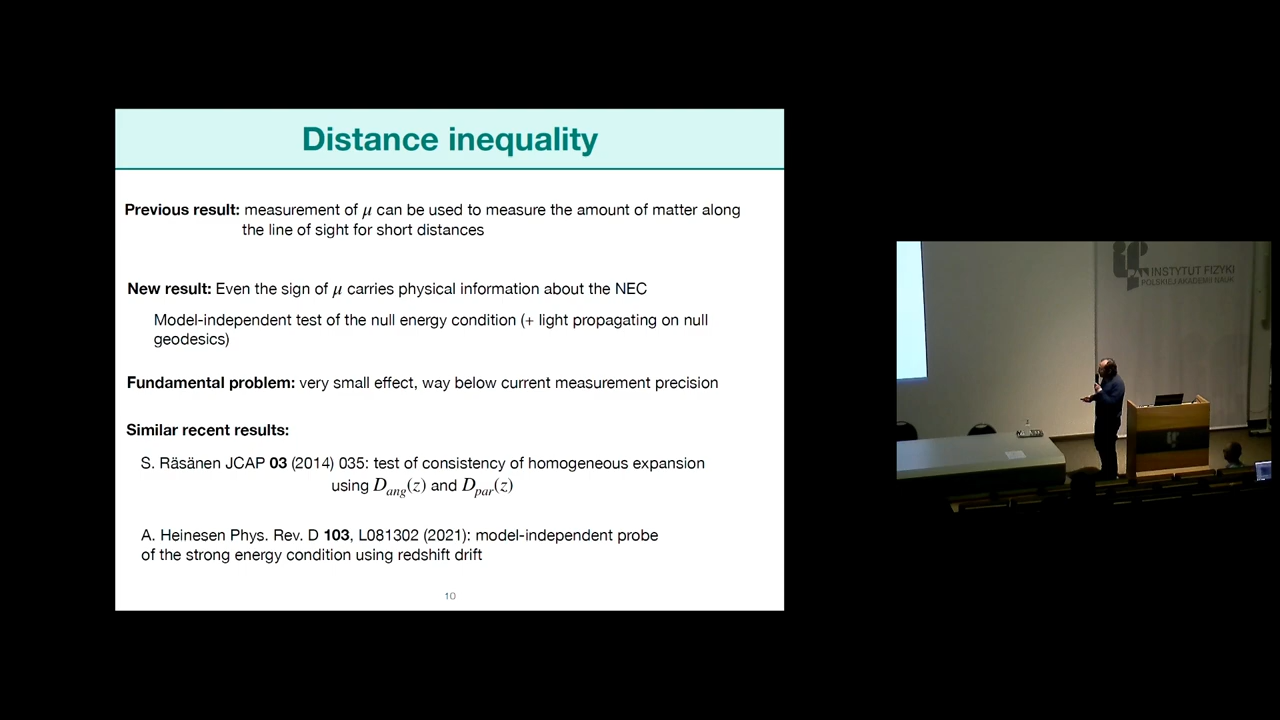 Distance inequality
Previous result: measurement of μ can be used to measure the amount of matter along
the line of sight for short distances
New result: Even the sign of μ carries physical information about the NEC
Model-independent test of the null energy condition (+ light propagating on null
geodesics)
Fundamental problem: very small effect, way below current measurement precision
Similar recent results:
S. Räsänen JCAP 03 (2014) 035: test of consistency of homogeneous expansion
using D_ang(z) and D_par(z)
A. Heinesen Phys. Rev. D 103, L081302 (2021): model-independent probe
of the strong energy condition using redshift drift
10
INSTYTUT FIZYKI
POLSKIEJ AKADEMII NAUK